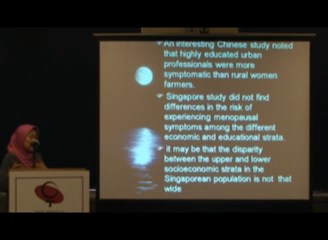 An interesting Chinese study noted
that highly educated urban
professionals were more
symptomatic than rural women
farmers.
Singapore study did not find
differences in the risk of
experiencing menopausal
symptoms among the different
economic and educational strata.
it may be that the disparity
between the upper and lower
socioeconomic strata in the
Singaporean population is not that
wide